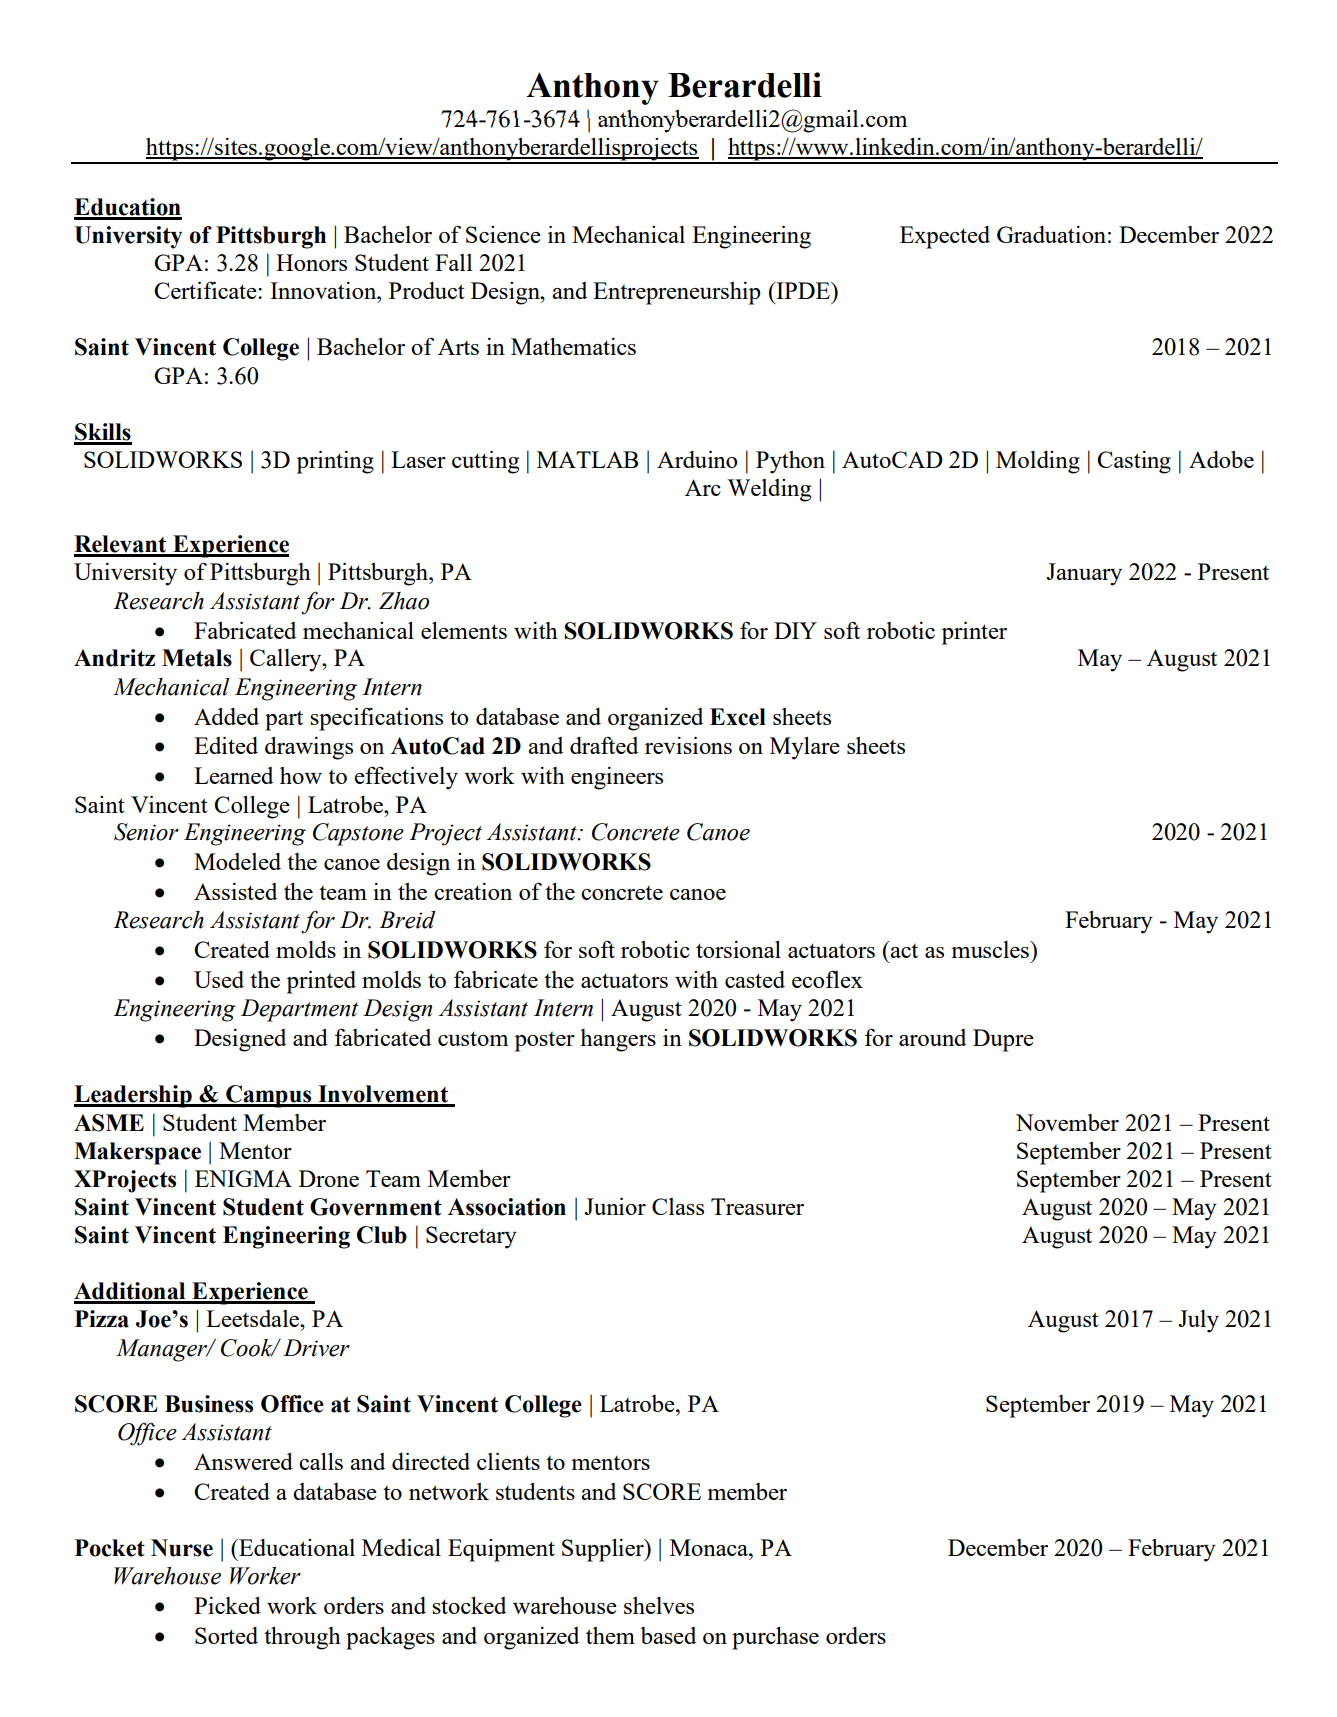 Anthony Berardelli
724-761-3674 | anthonyberardelli2@gmail.com
https://sites.google.com/view/anthonyberardellisprojects | https://www.linkedin.com/in/anthony-berardelli/
Education
University of Pittsburgh | Bachelor of Science in Mechanical Engineering Expected Graduation: December 2022
GPA: 3.28 | Honors Student Fall 2021
Certificate: Innovation, Product Design, and Entrepreneurship (IPDE)
Saint Vincent College | Bachelor of Arts in Mathematics 2018 – 2021
GPA: 3.60
Skills
SOLIDWORKS | 3D printing | Laser cutting | MATLAB | Arduino | Python | AutoCAD 2D | Molding | Casting | Adobe |
Arc Welding |
Relevant Experience
University of Pittsburgh | Pittsburgh, PA January 2022 - Present
Research Assistant for Dr. Zhao
• Fabricated mechanical elements with SOLIDWORKS for DIY soft robotic printer
Andritz Metals | Callery, PA May – August 2021
Mechanical Engineering Intern
• Added part specifications to database and organized Excel sheets
• Edited drawings on AutoCad 2D and drafted revisions on Mylare sheets
• Learned how to effectively work with engineers
Saint Vincent College | Latrobe, PA
Senior Engineering Capstone Project Assistant: Concrete Canoe 2020 - 2021
• Modeled the canoe design in SOLIDWORKS
• Assisted the team in the creation of the concrete canoe
Research Assistant for Dr. Breid February - May 2021
• Created molds in SOLIDWORKS for soft robotic torsional actuators (act as muscles)
• Used the printed molds to fabricate the actuators with casted ecoflex
Engineering Department Design Assistant Intern | August 2020 - May 2021
• Designed and fabricated custom poster hangers in SOLIDWORKS for around Dupre
Leadership & Campus Involvement
ASME | Student Member November 2021 – Present
Makerspace | Mentor September 2021 – Present
XProjects | ENIGMA Drone Team Member September 2021 – Present
Saint Vincent Student Government Association | Junior Class Treasurer August 2020 – May 2021
Saint Vincent Engineering Club | Secretary August 2020 – May 2021
Additional Experience
Pizza Joe’s | Leetsdale, PA August 2017 – July 2021
Manager/ Cook/ Driver
SCORE Business Office at Saint Vincent College | Latrobe, PA September 2019 – May 2021
Office Assistant
• Answered calls and directed clients to mentors
• Created a database to network students and SCORE member
Pocket Nurse | (Educational Medical Equipment Supplier) | Monaca, PA December 2020 – February 2021
Warehouse Worker
• Picked work orders and stocked warehouse shelves
• Sorted through packages and organized them based on purchase orders